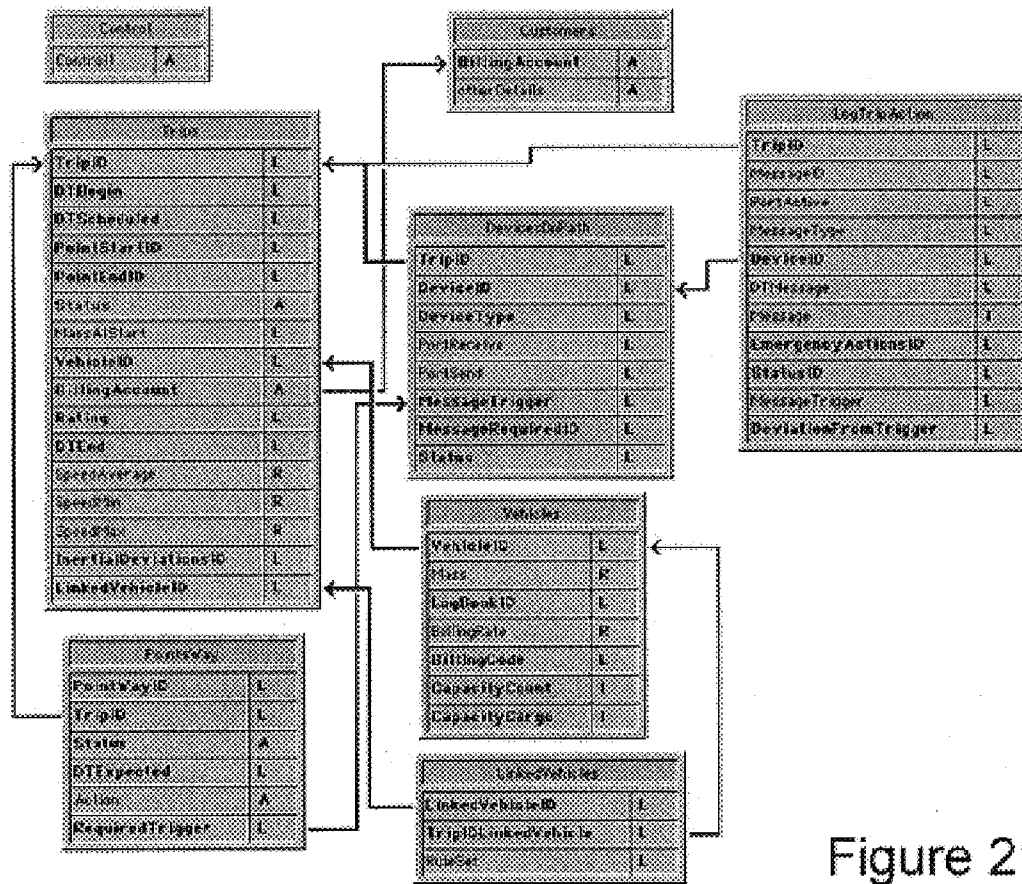 Control
Control1 A
Customers
BillingAccount A
OtherDetails A
Trips
TripID L
DTBegin L
DTScheduled L
PointStartID L
PointEndID L
Status A
MassAtStart L
VehicleID L
BillingAccount A
Rating L
DTEnd L
SpeedAverage R
SpeedMin R
SpeedMax R
InertialDeviationsID L
LinkedVehicleID L
DevicesOnPath
TripID L
DeviceID L
DeviceType L
PortReceive L
PortSend L
MessageTrigger L
MessageRequiredID L
Status L
LogTripAction
TripID L
MessageID L
PortActive L
MessageType L
DeviceID L
DTMessage L
Message
EmergencyActionsID L
StatusID L
MessageTrigger L
DeviationFromTrigger L
Vehicles
VehicleID L
Mass R
LogBookID L
BillingRate R
BillingCode L
CapacityCount I
CapacityCargo I
PointsWay
PointWayID L
TripID L
Status A
DTExpected L
Action A
RequiredTrigger L
LinkedVehicles
LinkedVehicleID L
TripIDLinkedVehicle L
RuleSet L
Figure 2